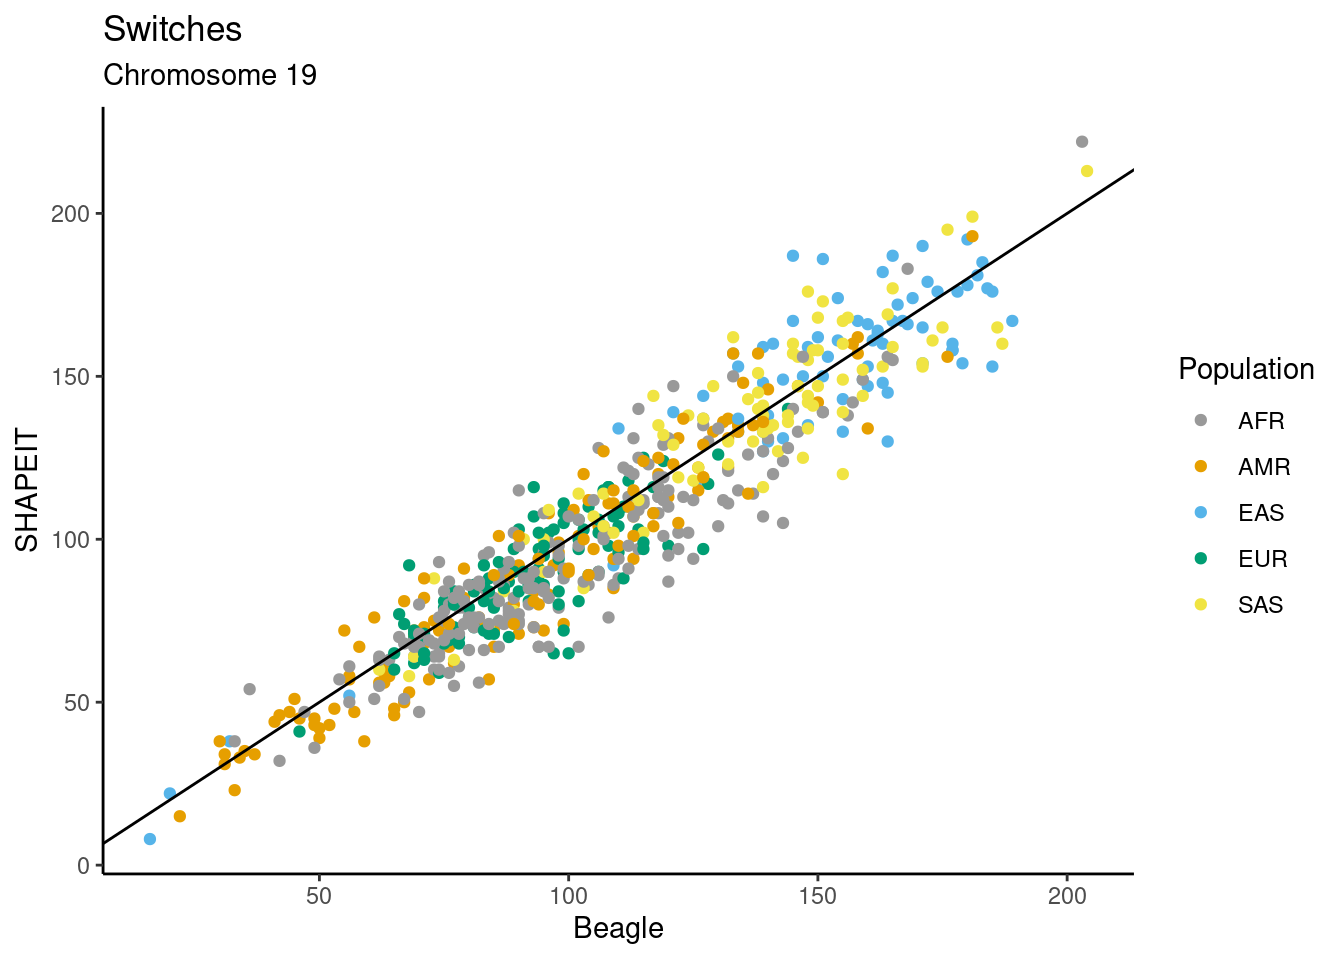 Switches
Chromosome 19
SHAPEIT
200
150
100
50
0
50 100 150 200
Beagle
Population
AFR
AMR
EAS
EUR
SAS